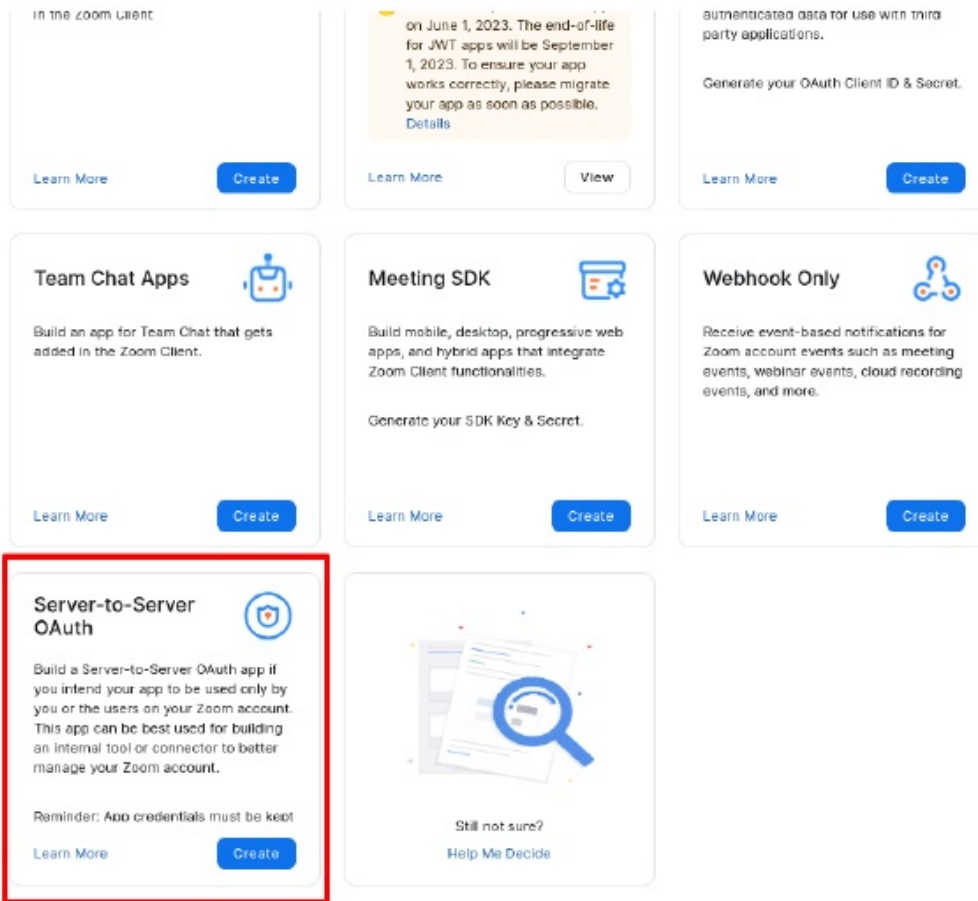 in the Zoom Client
Learn More
Create
on June 1, 2023. The end-of-life
for JWT apps will be September
1, 2023. To ensure your app
works correctly, please migrate
your app as soon as possible.
Details
Learn More
View
authenticated data for use with third
party applications.
Generate your OAuth Client ID & Secret.
Learn More
Create
Team Chat Apps
Build an app for Team Chat that gets
added in the Zoom Client.
Learn More
Create
Meeting SDK
Build mobile, desktop, progressive web
apps, and hybrid apps that integrate
Zoom Client functionalities.
Generate your SDK Key & Secret.
Learn More
Create
Webhook Only
Receive event-based notifications for
Zoom account events such as meeting
events, webinar events, cloud recording
events, and more.
Learn More
Create
Server-to-Server
OAuth
Build a Server-to-Server OAuth app if
you intend your app to be used only by
you or the users on your Zoom account.
This app can be best used for building
an internal tool or connector to better
manage your Zoom account.
Reminder: App credentials must be kept
Learn More
Create
Still not sure?
Help Me Decide